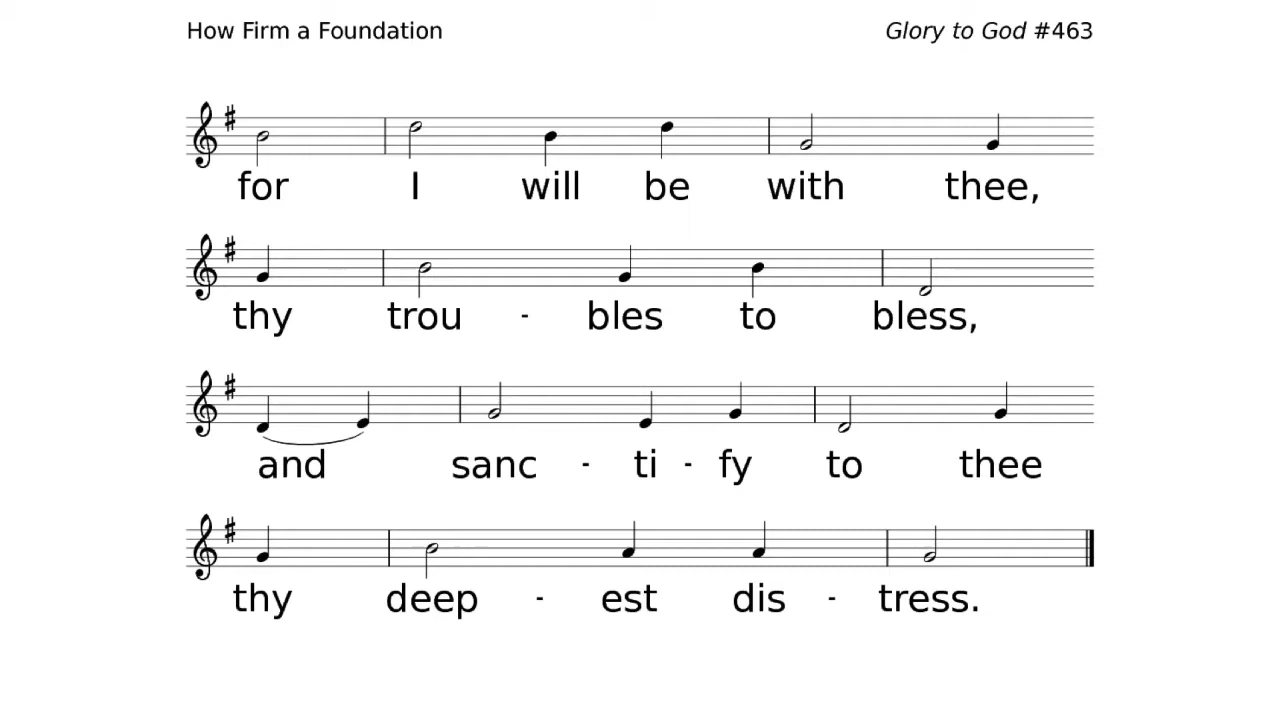 How Firm a Foundation Glory to God #463
for I will be with thee,
thy trou - bles to bless,
and sanc - ti - fy to thee
thy deep - est dis - tress.